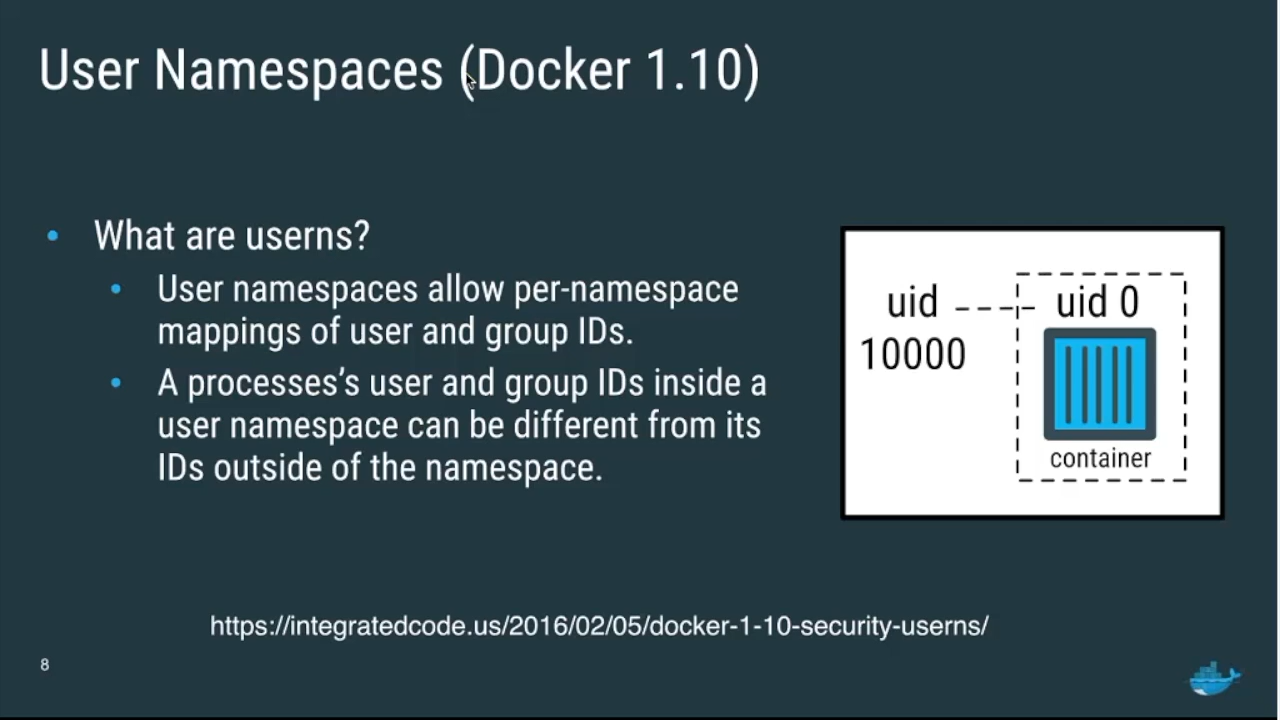 User Namespaces (Docker 1.10)
• What are userns?
• User namespaces allow per-namespace
mappings of user and group IDs.
• A processes’s user and group IDs inside a
user namespace can be different from its
IDs outside of the namespace.
uid
10000
uid 0
container
https://integratedcode.us/2016/02/05/docker-1-10-security-userns/
8